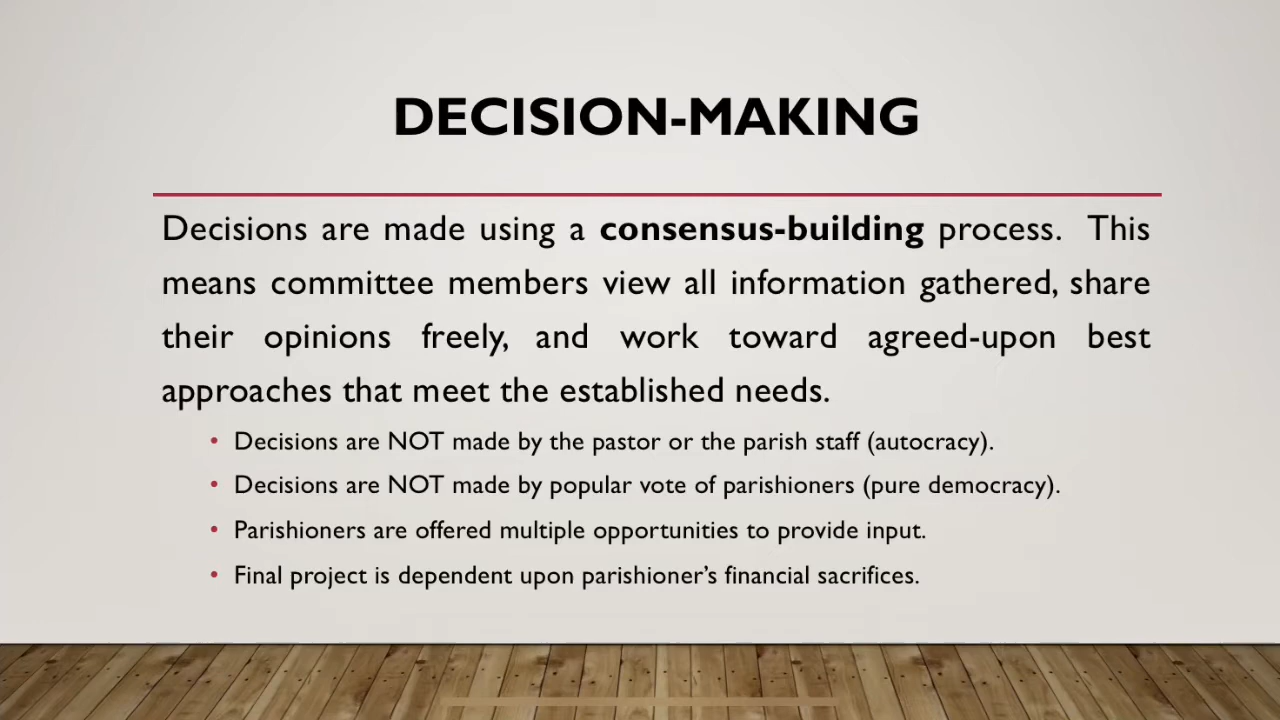 DECISION-MAKING
Decisions are made using a consensus-building process. This
means committee members view all information gathered, share
their opinions freely, and work toward agreed-upon best
approaches that meet the established needs.
• Decisions are NOT made by the pastor or the parish staff (autocracy).
• Decisions are NOT made by popular vote of parishioners (pure democracy).
• Parishioners are offered multiple opportunities to provide input.
• Final project is dependent upon parishioner’s financial sacrifices.